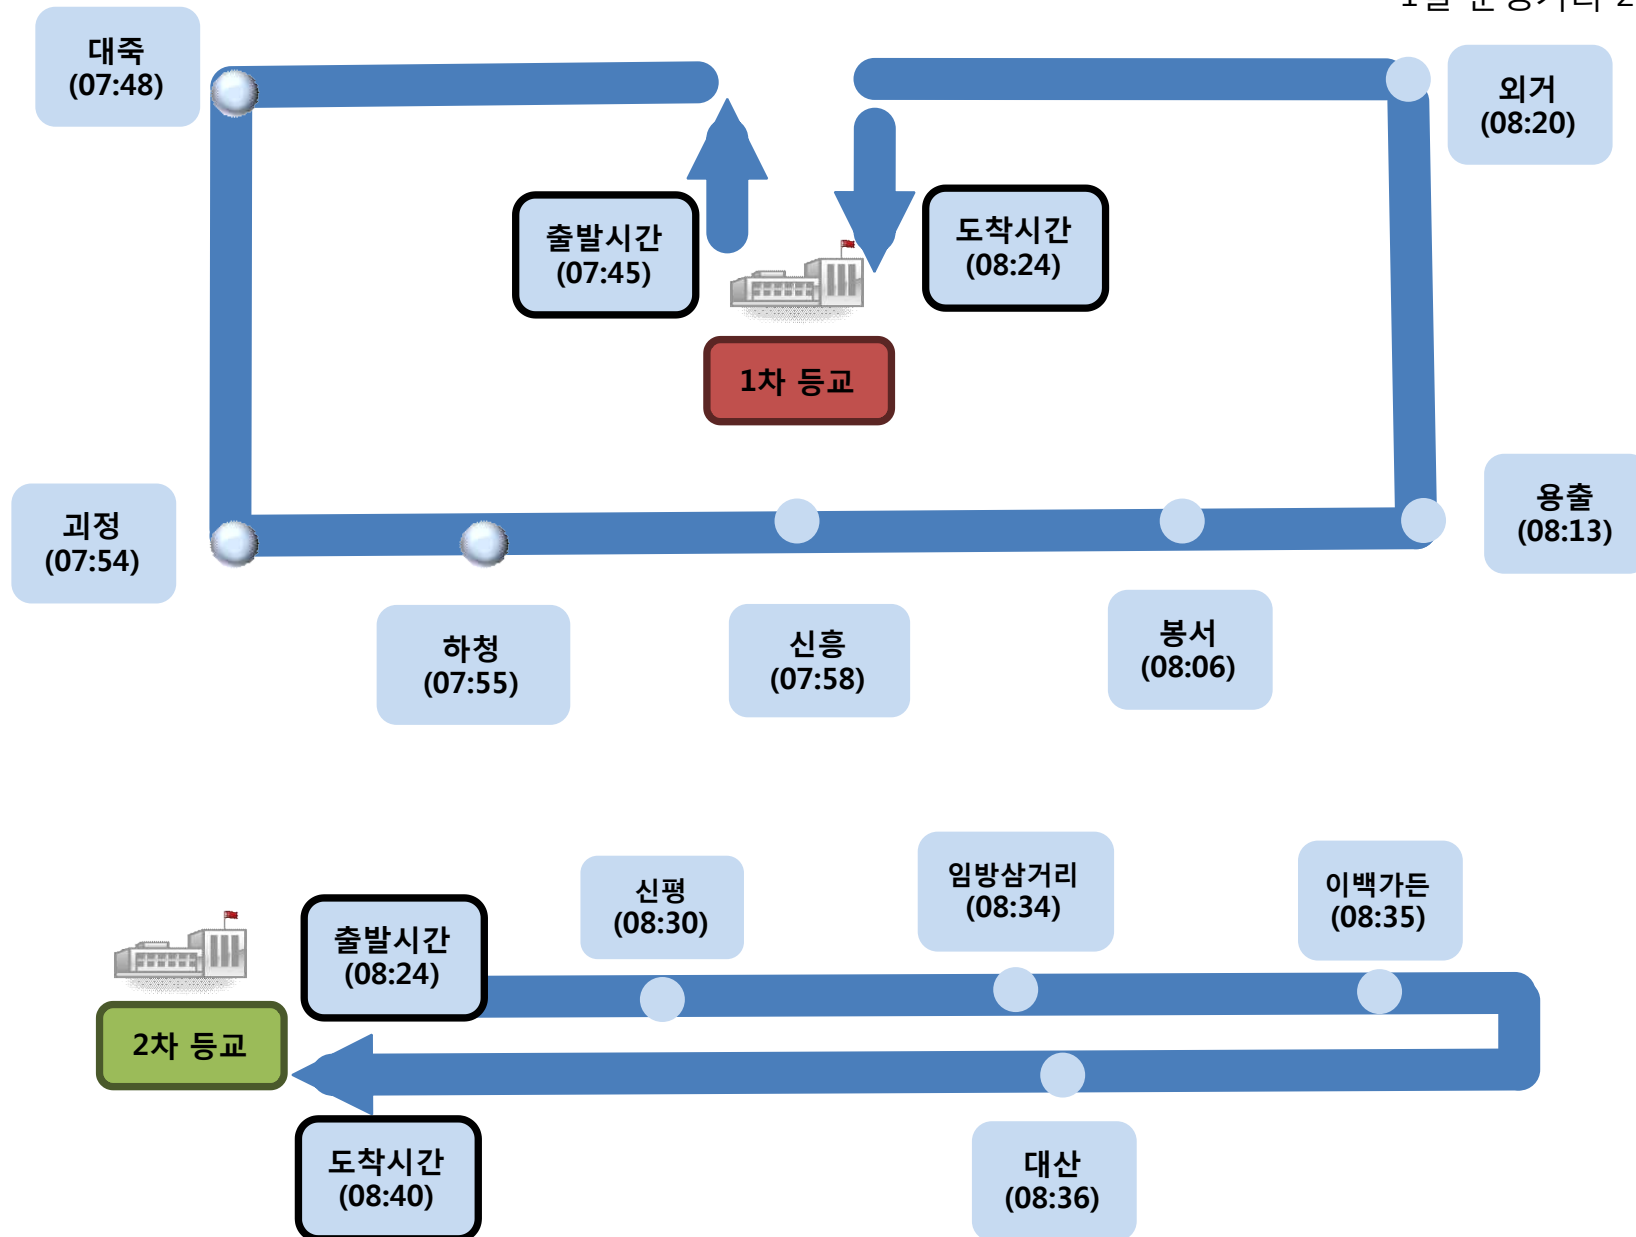 대죽
(07:48)
외거
(08:20)
출발시간
(07:45)
도착시간
(08:24)
1차 등교
괴정
(07:54)
하청
(07:55)
신흥
(07:58)
봉서
(08:06)
용출
(08:13)
신평
(08:30)
임방삼거리
(08:34)
이백가든
(08:35)
출발시간
(08:24)
2차 등교
도착시간
(08:40)
대산
(08:36)